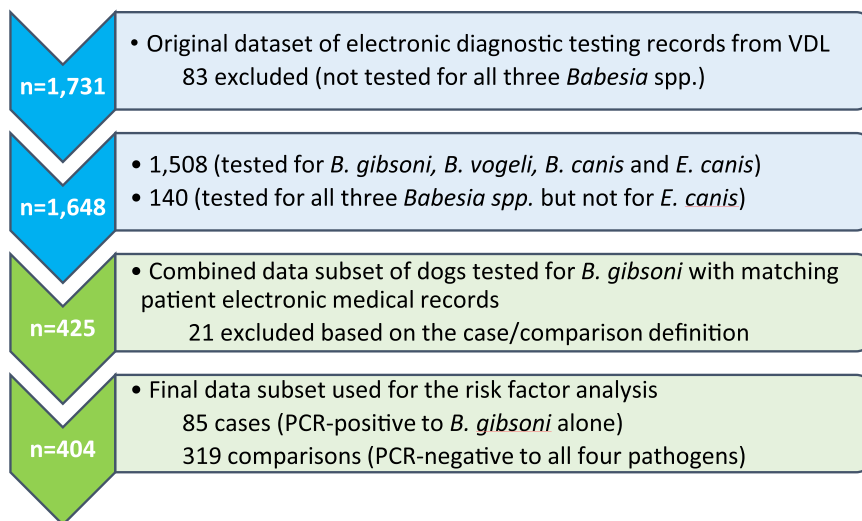 n=1,731
• Original dataset of electronic diagnostic testing records from VDL
83 excluded (not tested for all three Babesia spp.)
n=1,648
• 1,508 (tested for B. gibsoni, B. vogeli, B. canis and E. canis)
• 140 (tested for all three Babesia spp. but not for E. canis)
n=425
• Combined data subset of dogs tested for B. gibsoni with matching
patient electronic medical records
21 excluded based on the case/comparison definition
n=404
• Final data subset used for the risk factor analysis
85 cases (PCR-positive to B. gibsoni alone)
319 comparisons (PCR-negative to all four pathogens)